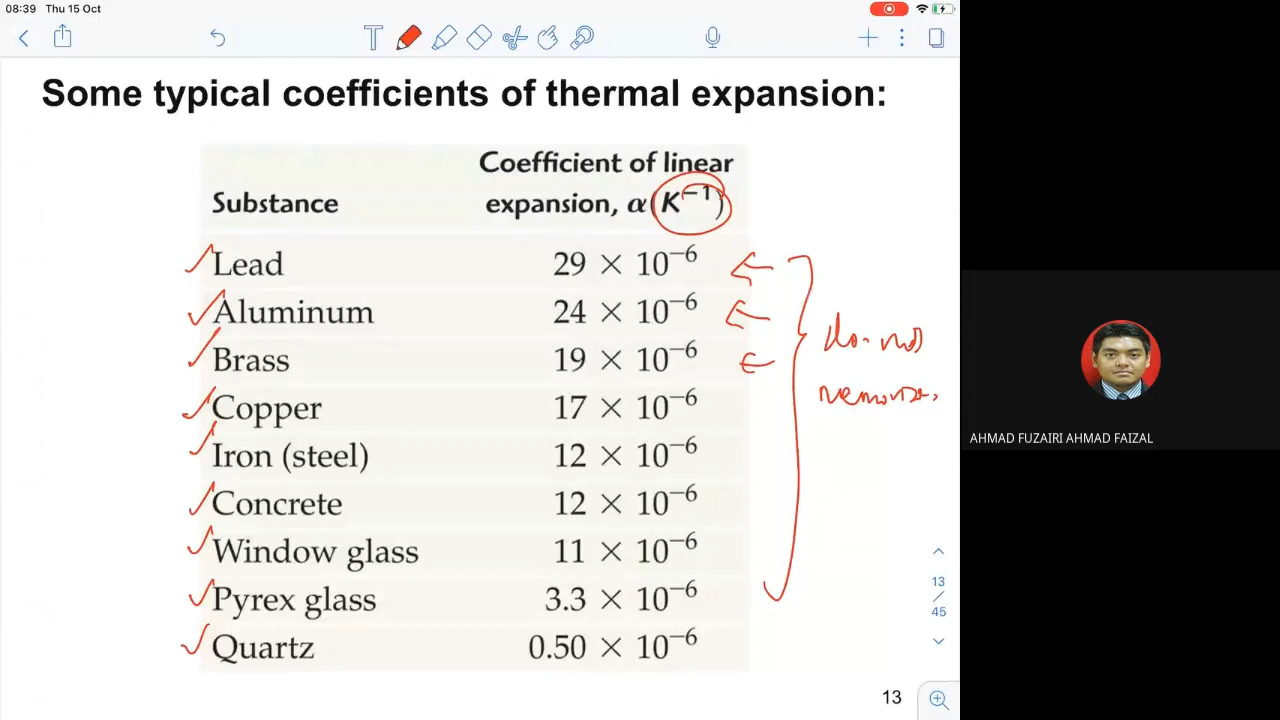 08:39 Thu 15 Oct
Some typical coefficients of thermal expansion:
Substance Coefficient of linear expansion, α (K⁻¹)
Lead 29 × 10⁻⁶
Aluminum 24 × 10⁻⁶
Brass 19 × 10⁻⁶
Copper 17 × 10⁻⁶
Iron (steel) 12 × 10⁻⁶
Concrete 12 × 10⁻⁶
Window glass 11 × 10⁻⁶
Pyrex glass 3.3 × 10⁻⁶
Quartz 0.50 × 10⁻⁶
do not
memorize.
13
/
45
13
AHMAD FUZAIRI AHMAD FAIZAL